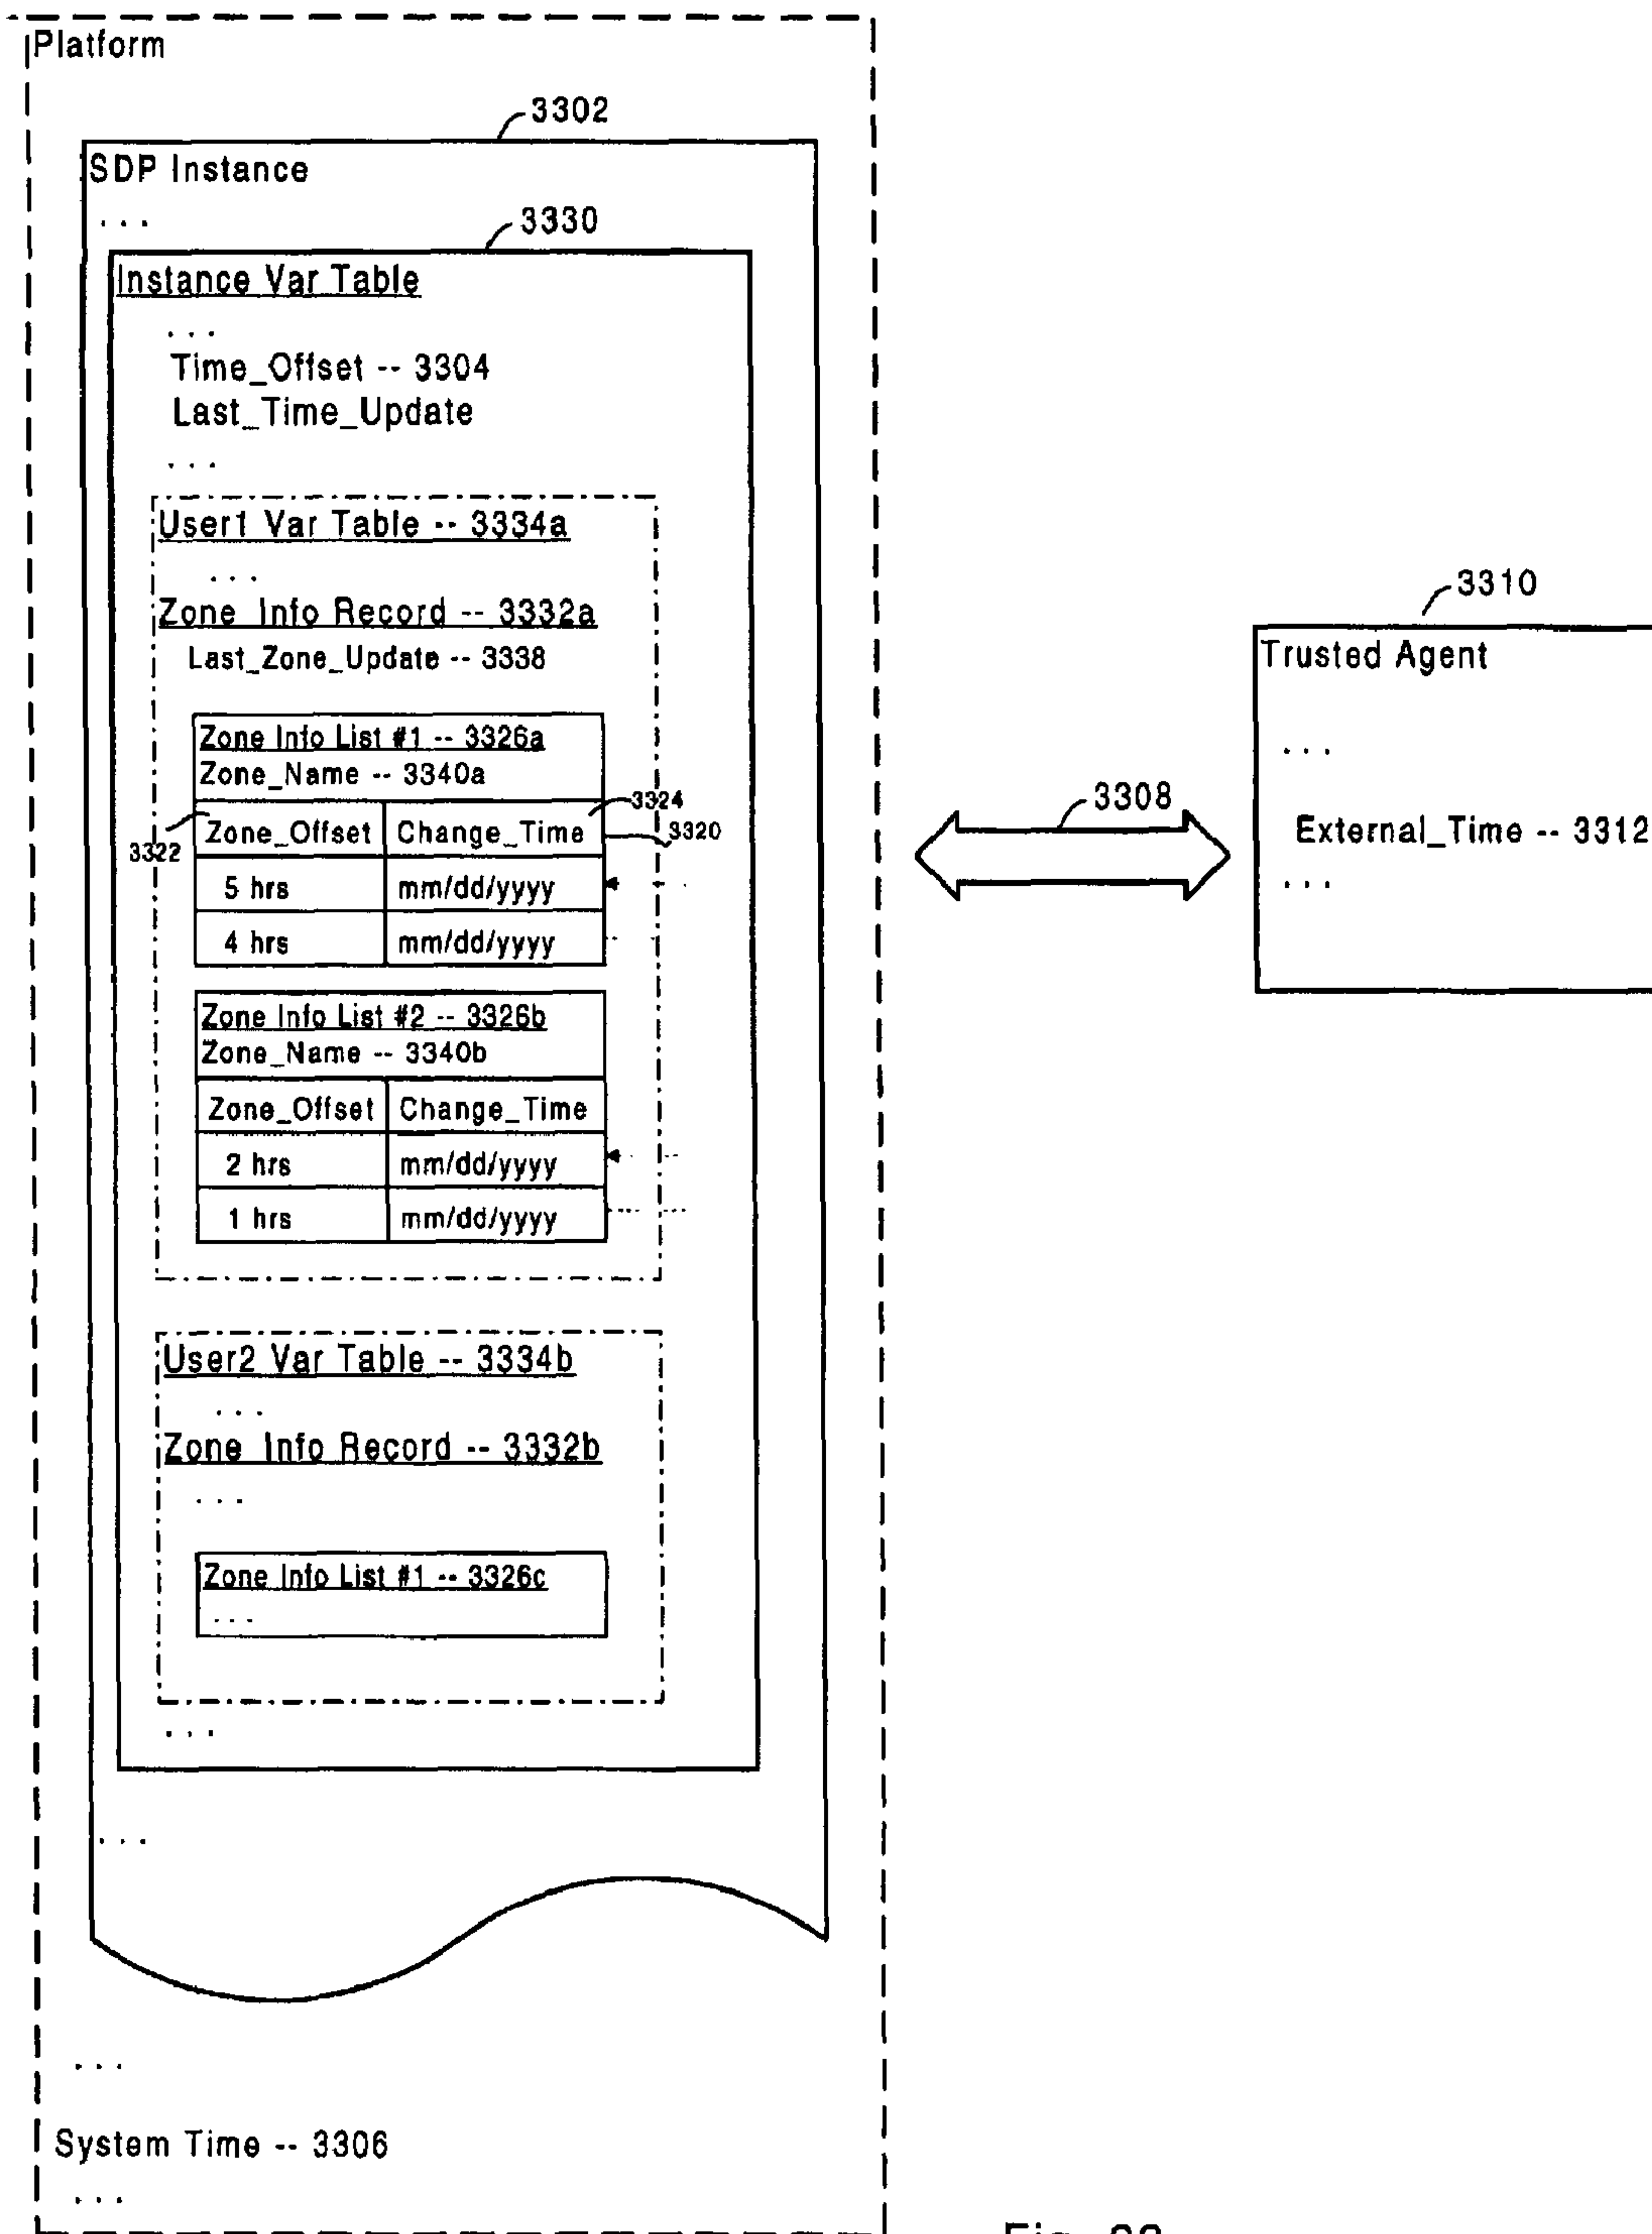 Platform
3302
SDP Instance
...
3330
Instance Var Table
...
Time_Offset -- 3304
Last_Time_Update
...
User1 Var Table -- 3334a
...
Zone Info Record -- 3332a
Last_Zone_Update -- 3338
Zone Info List #1 -- 3326a
Zone_Name -- 3340a
3324
Zone_Offset Change_Time 3320
3322
5 hrs mm/dd/yyyy
4 hrs mm/dd/yyyy
Zone Info List #2 -- 3326b
Zone_Name -- 3340b
Zone_Offset Change_Time
2 hrs mm/dd/yyyy
1 hrs mm/dd/yyyy
User2 Var Table -- 3334b
...
Zone Info Record -- 3332b
...
Zone Info List #1 -- 3326c
...
...
...
...
System Time -- 3306
...
3308
3310
Trusted Agent
...
External_Time -- 3312
...